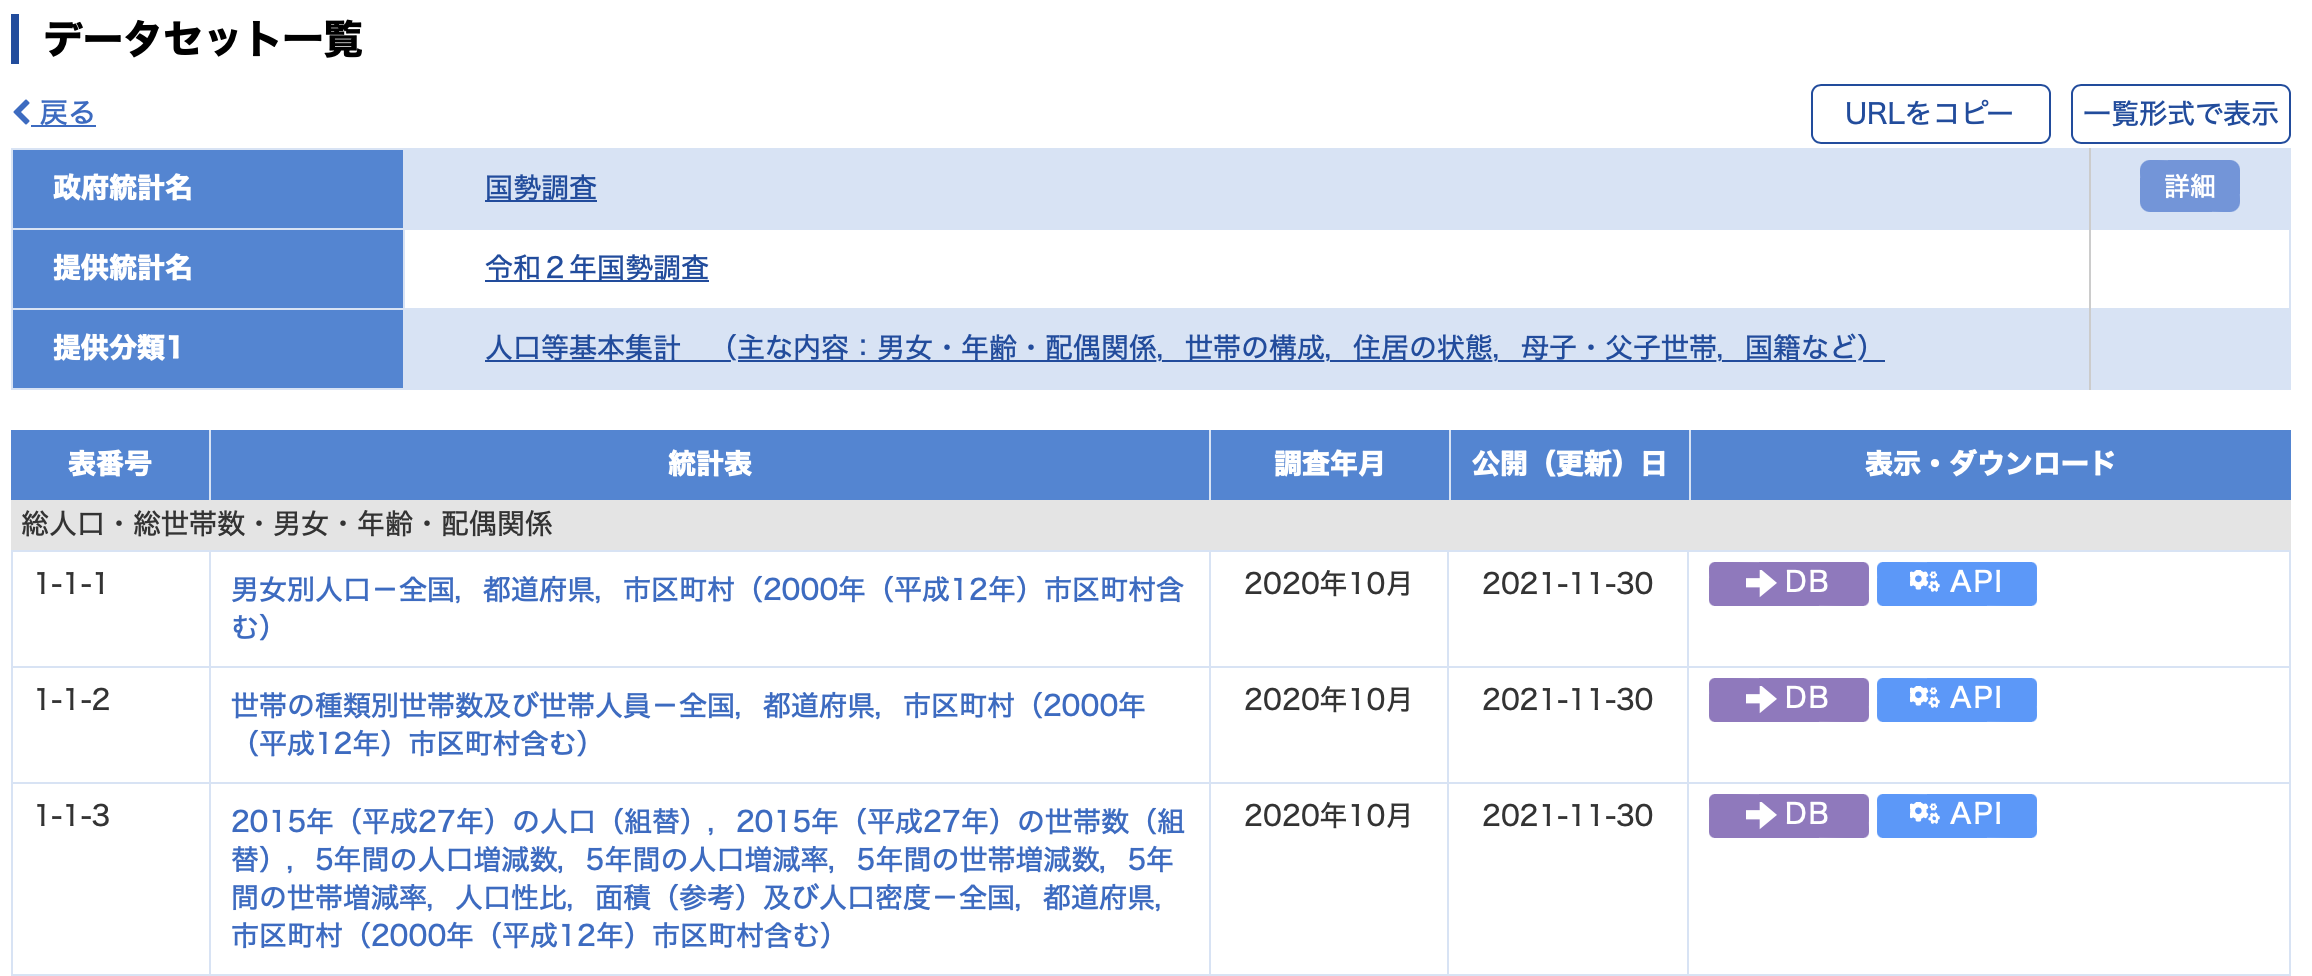 データセット一覧
戻る
URLをコピー
一覧形式で表示
政府統計名 国勢調査 詳細
提供統計名 令和２年国勢調査
提供分類1 人口等基本集計　（主な内容：男女・年齢・配偶関係，世帯の構成，住居の状態，母子・父子世帯，国籍など）
表番号 統計表 調査年月 公開（更新）日 表示・ダウンロード
総人口・総世帯数・男女・年齢・配偶関係
1-1-1 男女別人口－全国，都道府県，市区町村（2000年（平成12年）市区町村含 2020年10月 2021-11-30 DB API
む）
1-1-2 世帯の種類別世帯数及び世帯人員－全国，都道府県，市区町村（2000年 2020年10月 2021-11-30 DB API
（平成12年）市区町村含む）
1-1-3 2015年（平成27年）の人口（組替），2015年（平成27年）の世帯数（組 2020年10月 2021-11-30 DB API
替），5年間の人口増減数，5年間の人口増減率，5年間の世帯増減数，5年
間の世帯増減率，人口性比，面積（参考）及び人口密度－全国，都道府県，
市区町村（2000年（平成12年）市区町村含む）